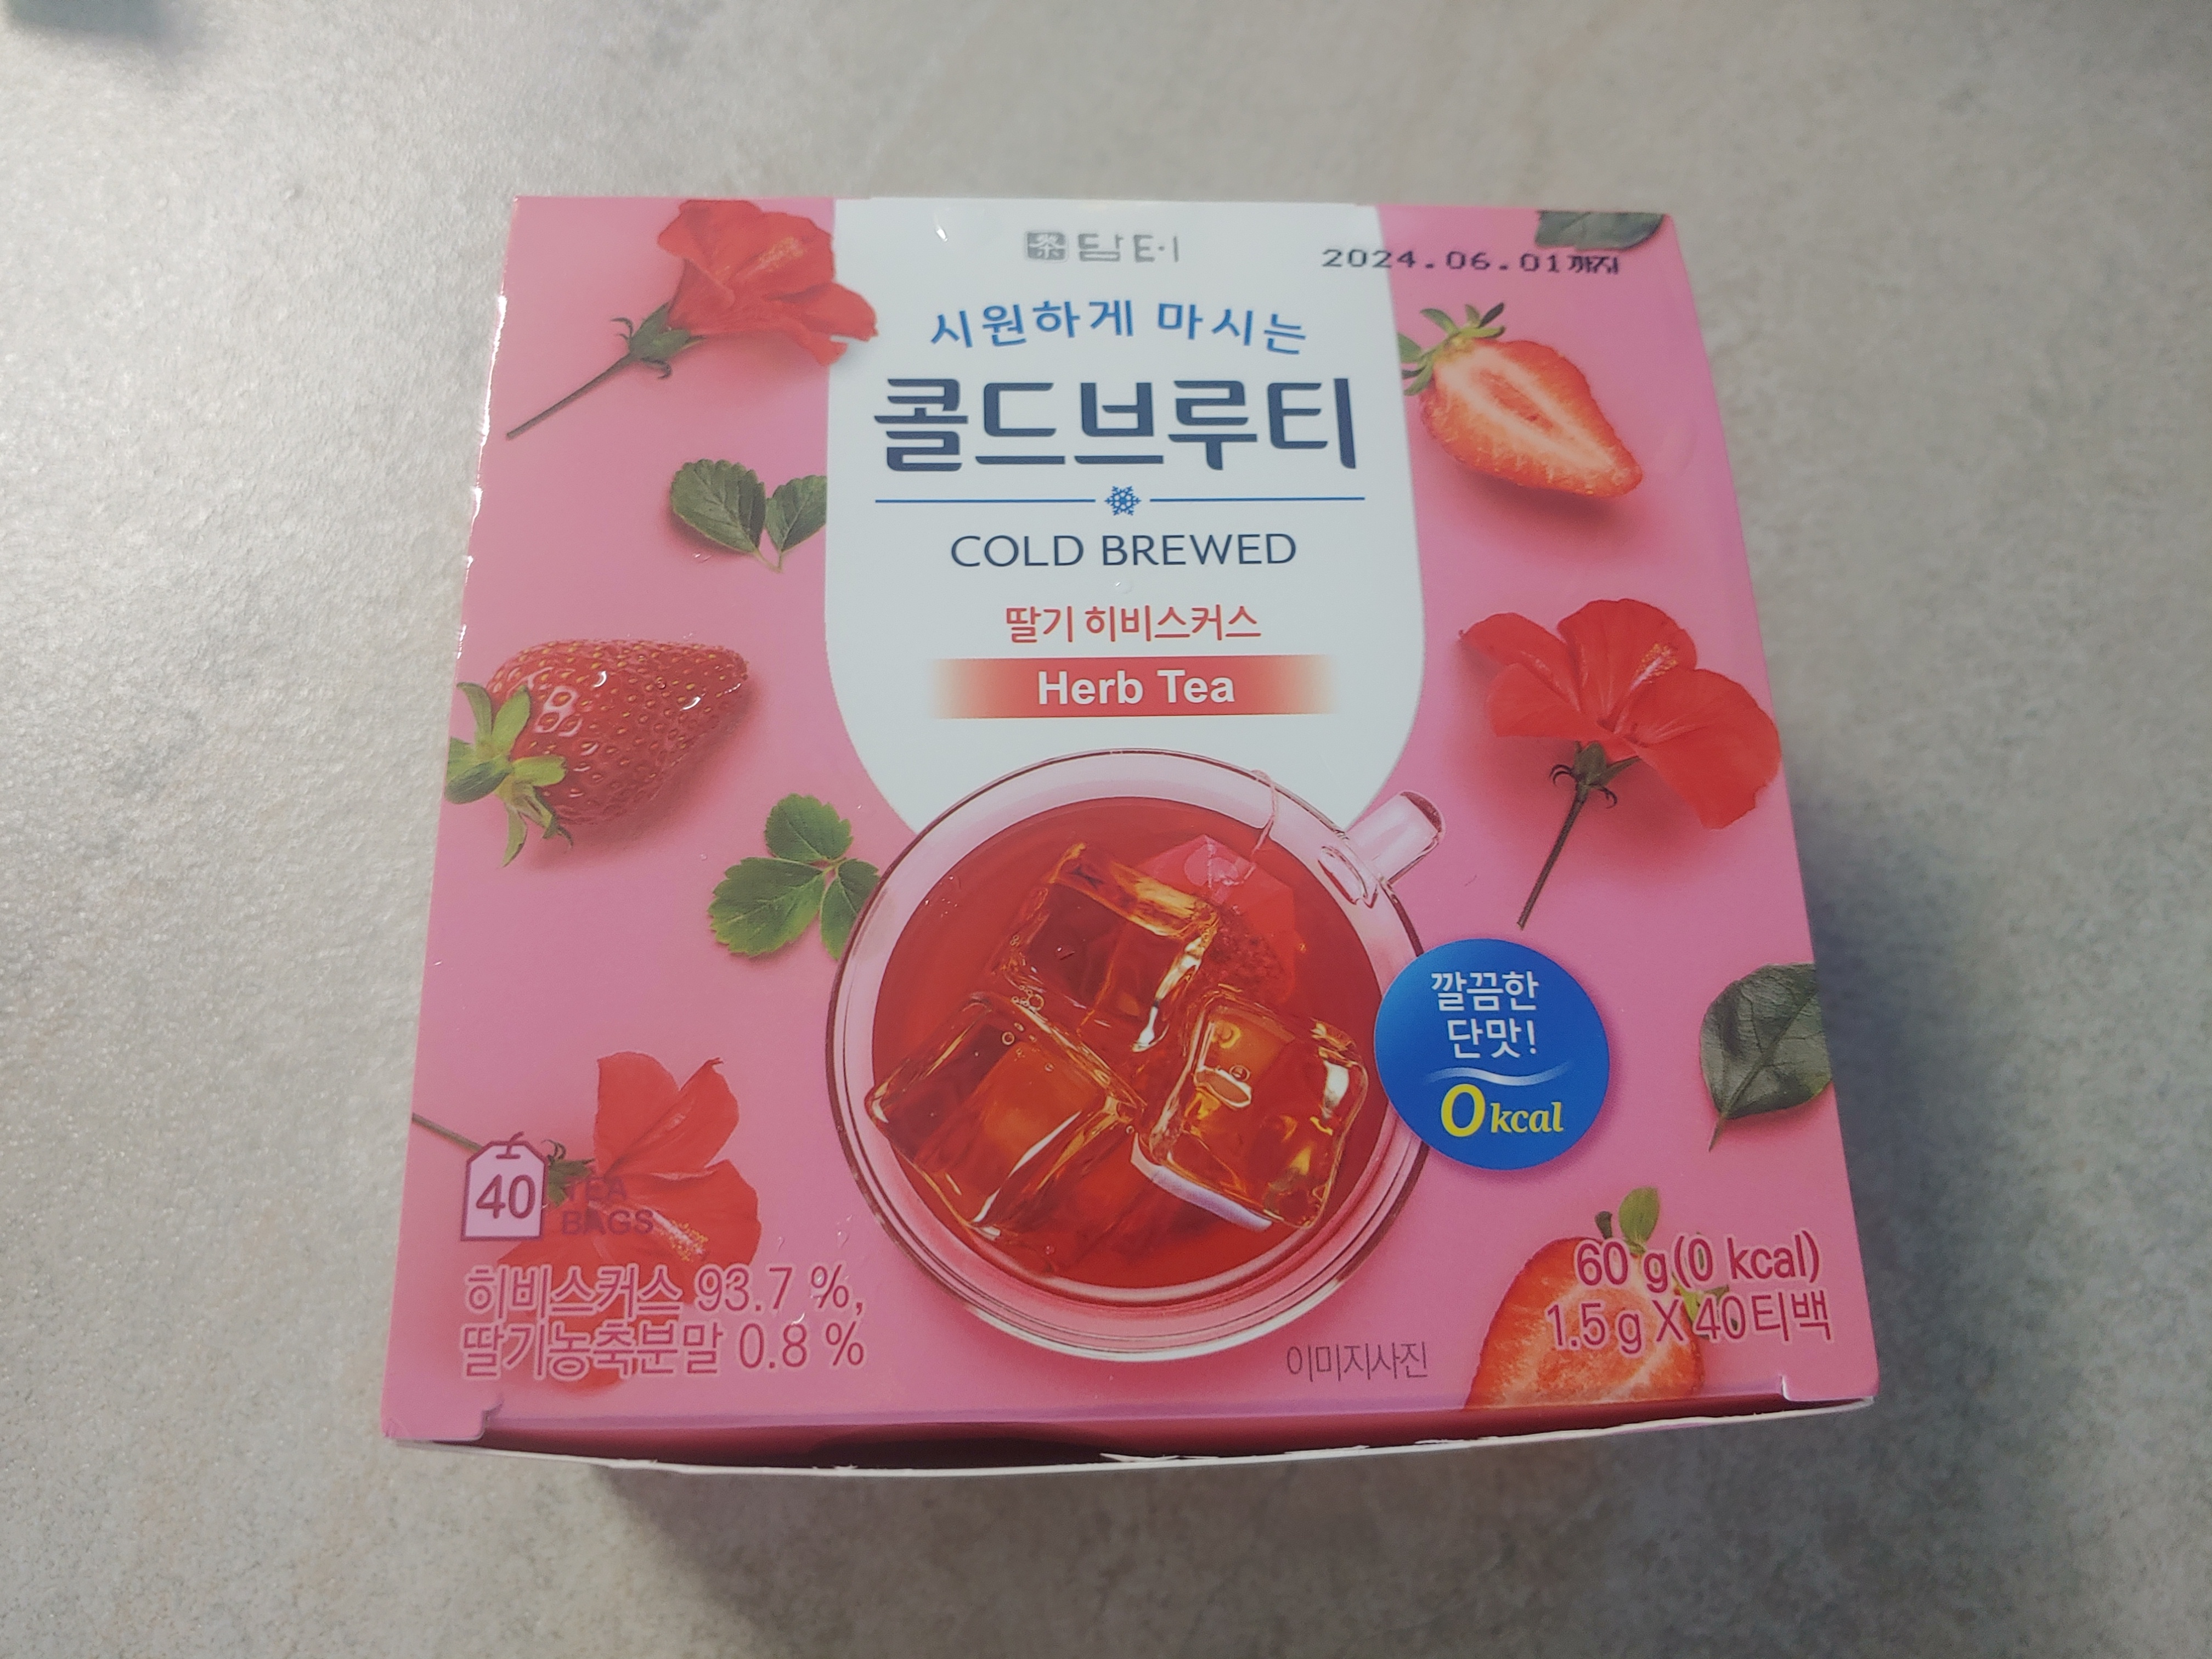 茶 담터
2024.06.01까지
시원하게 마시는
콜드브루티
COLD BREWED
딸기 히비스커스
Herb Tea
깔끔한
단맛!
0 kcal
40 TEA
BAGS
히비스커스 93.7 %,
딸기농축분말 0.8 %
60 g(0 kcal)
1.5 g X 40티백
이미지사진